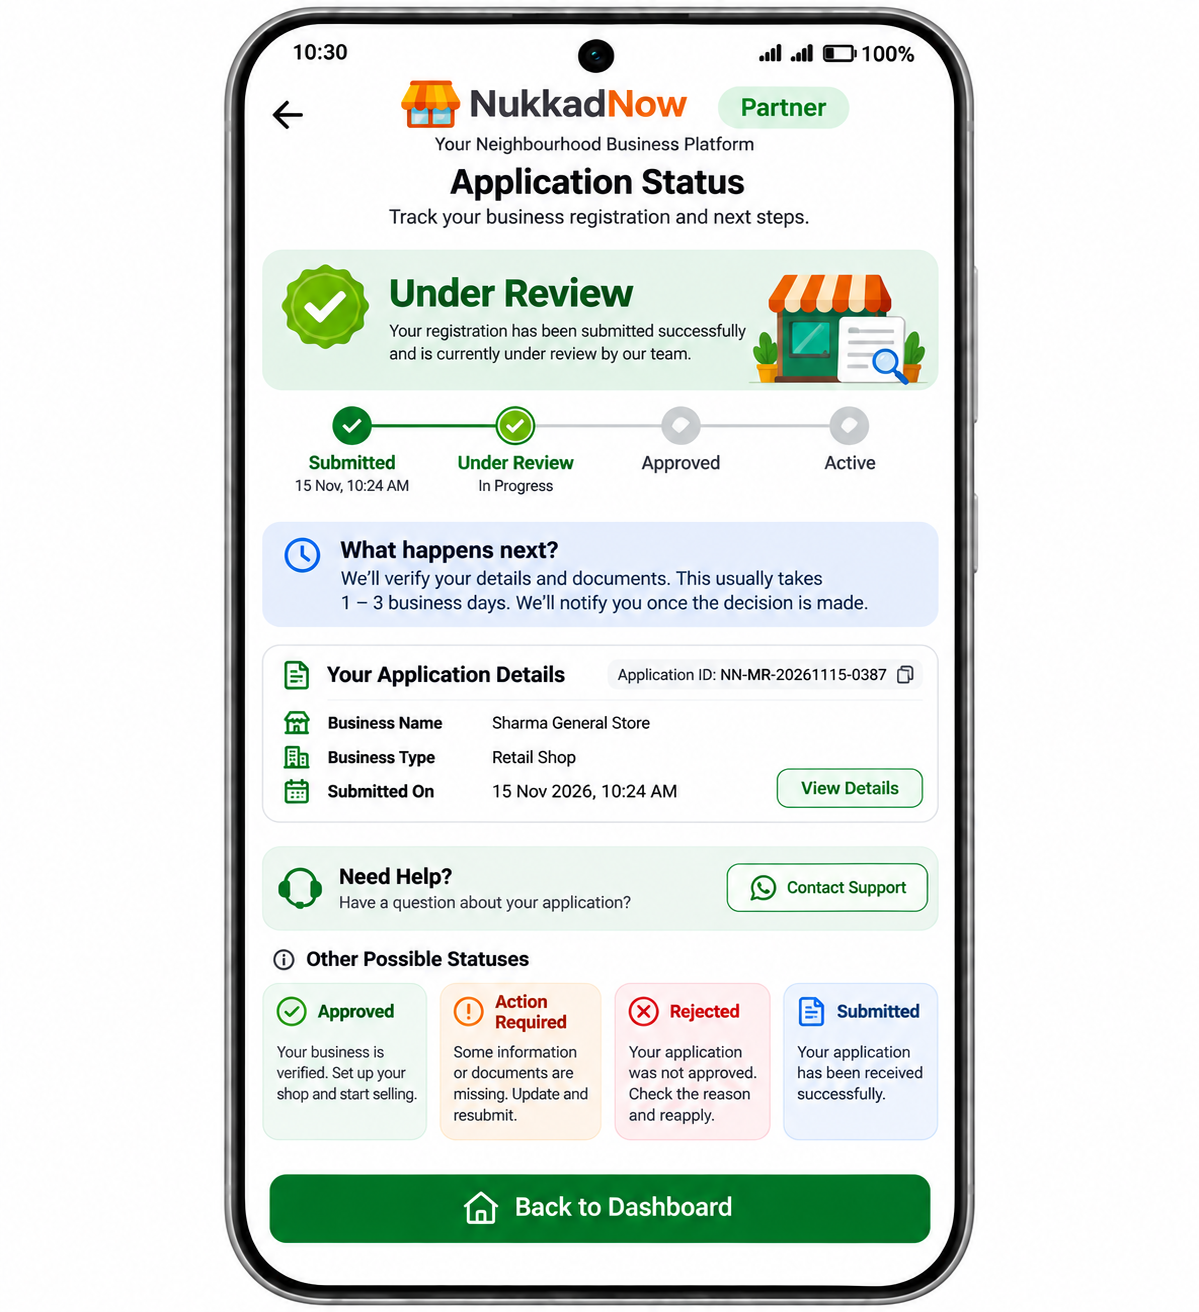 10:30
100%
NukkadNow
Partner
Your Neighbourhood Business Platform
Application Status
Track your business registration and next steps.
Under Review
Your registration has been submitted successfully
and is currently under review by our team.
Submitted
15 Nov, 10:24 AM
Under Review
In Progress
Approved
Active
What happens next?
We'll verify your details and documents. This usually takes
1 – 3 business days. We'll notify you once the decision is made.
Your Application Details
Application ID: NN-MR-20261115-0387
Business Name Sharma General Store
Business Type Retail Shop
Submitted On 15 Nov 2026, 10:24 AM
View Details
Need Help?
Have a question about your application?
Contact Support
Other Possible Statuses
Approved
Your business is
verified. Set up your
shop and start selling.
Action
Required
Some information
or documents are
missing. Update and
resubmit.
Rejected
Your application
was not approved.
Check the reason
and reapply.
Submitted
Your application
has been received
successfully.
Back to Dashboard